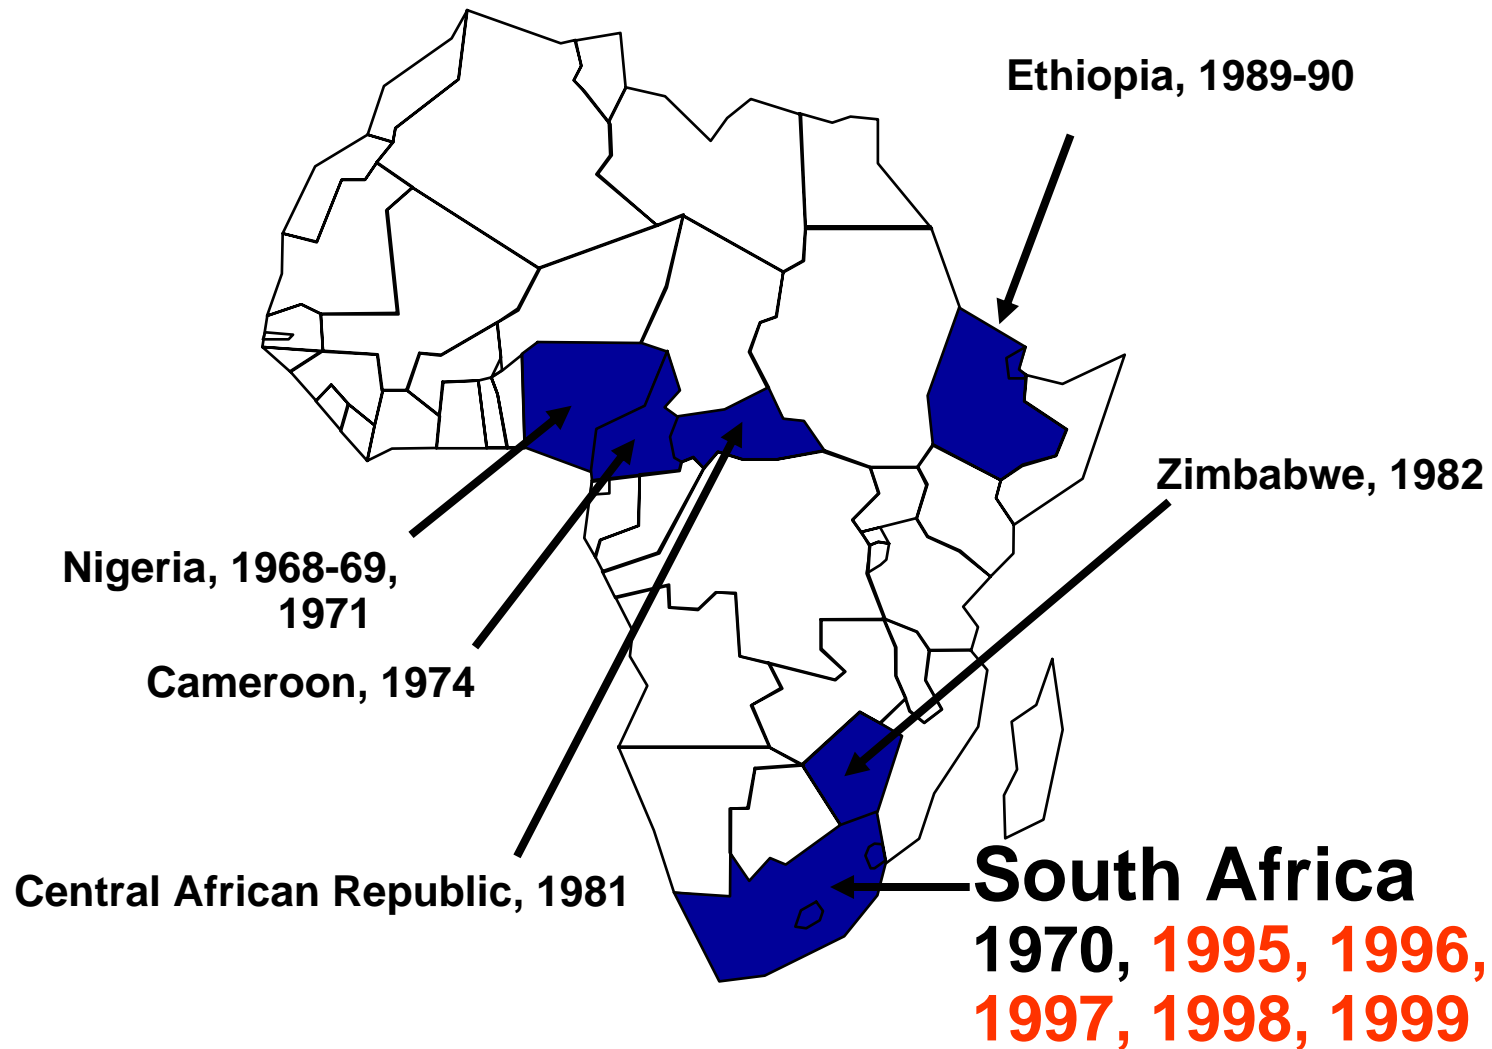 Ethiopia, 1989-90
Zimbabwe, 1982
Nigeria, 1968-69,
1971
Cameroon, 1974
Central African Republic, 1981
South Africa
1970, 1995, 1996,
1997, 1998, 1999